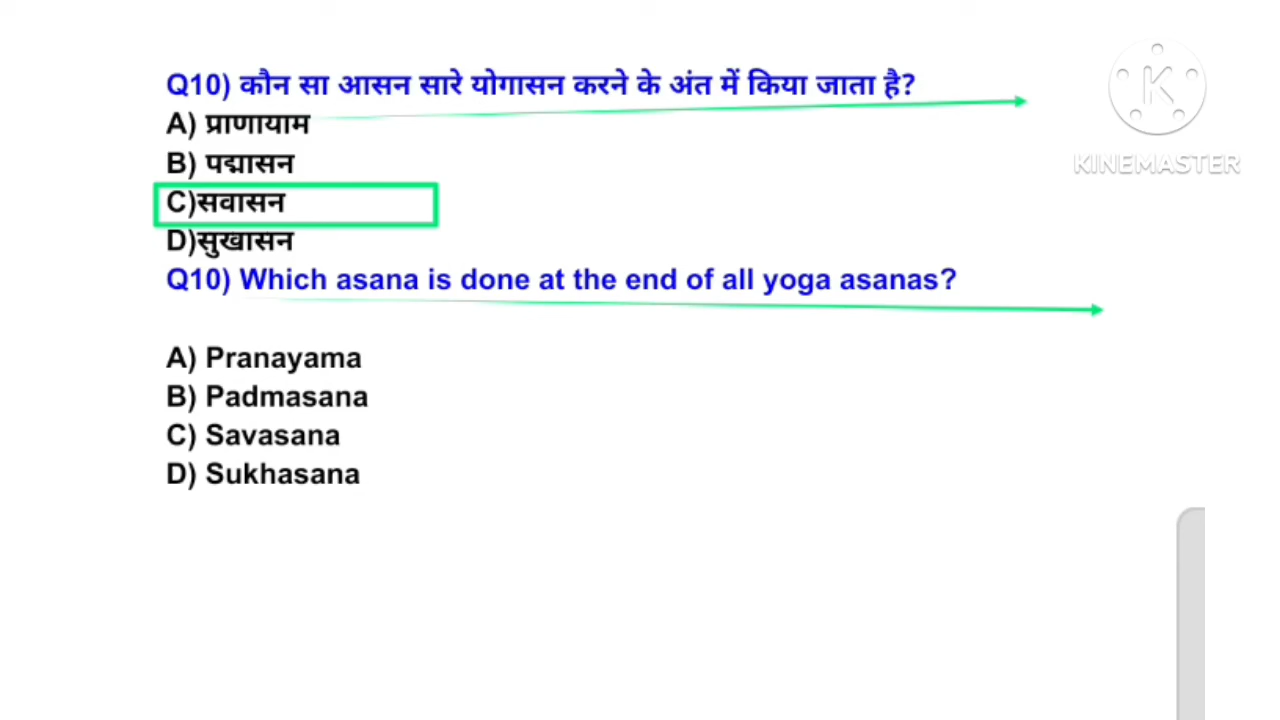 Q10) कौन सा आसन सारे योगासन करने के अंत में किया जाता है?
A) प्राणायाम
B) पद्मासन
C)सवासन
D)सुखासन
Q10) Which asana is done at the end of all yoga asanas?
A) Pranayama
B) Padmasana
C) Savasana
D) Sukhasana
K
KINEMASTER